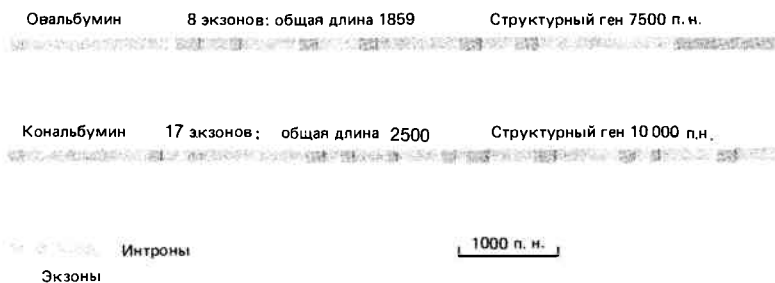 Овальбумин 8 экзонов: общая длина 1859 Структурный ген 7500 п. н.
Кональбумин 17 экзонов: общая длина 2500 Структурный ген 10 000 п.н.
Интроны 1000 п. н.
Экзоны